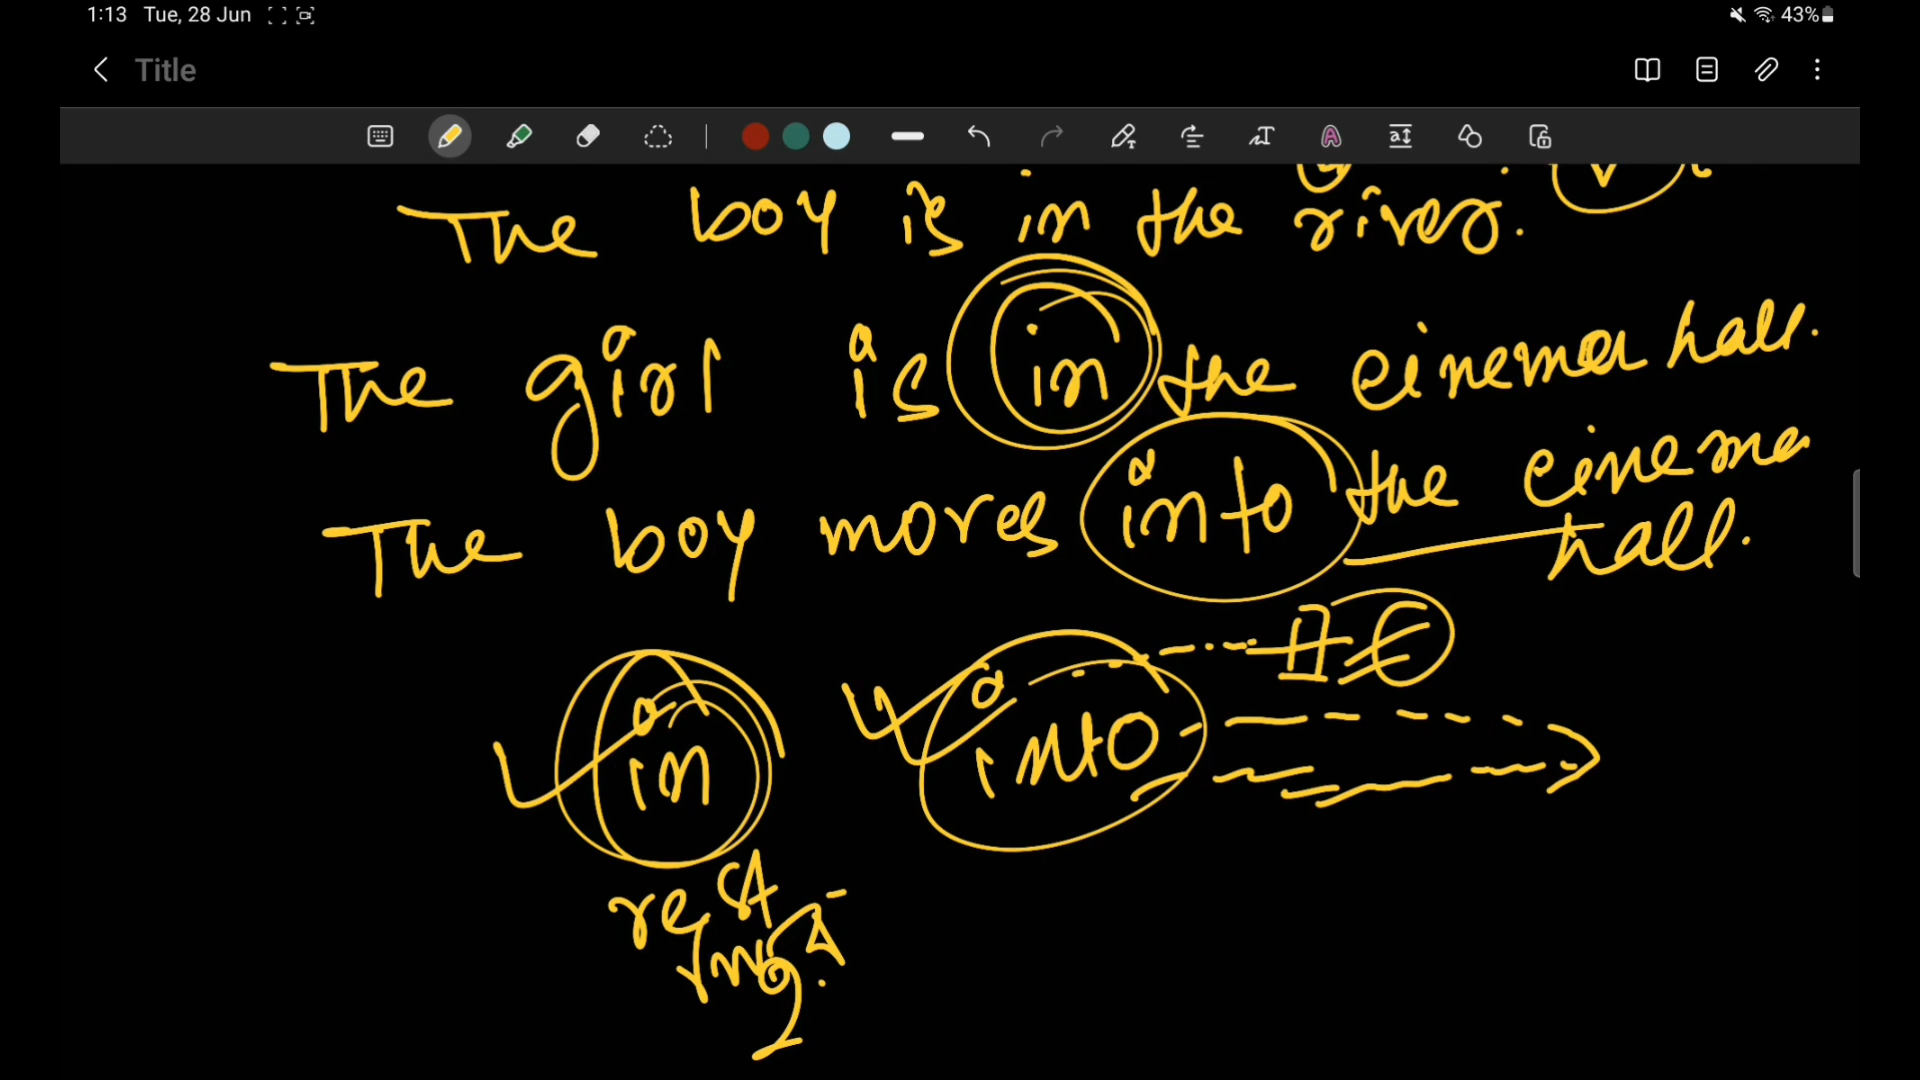 1:13 Tue, 28 Jun 43%
Title
The boy is in the river.
The girl is in the cinema hall.
The boy moves into the cinema
hall.
in into
rest